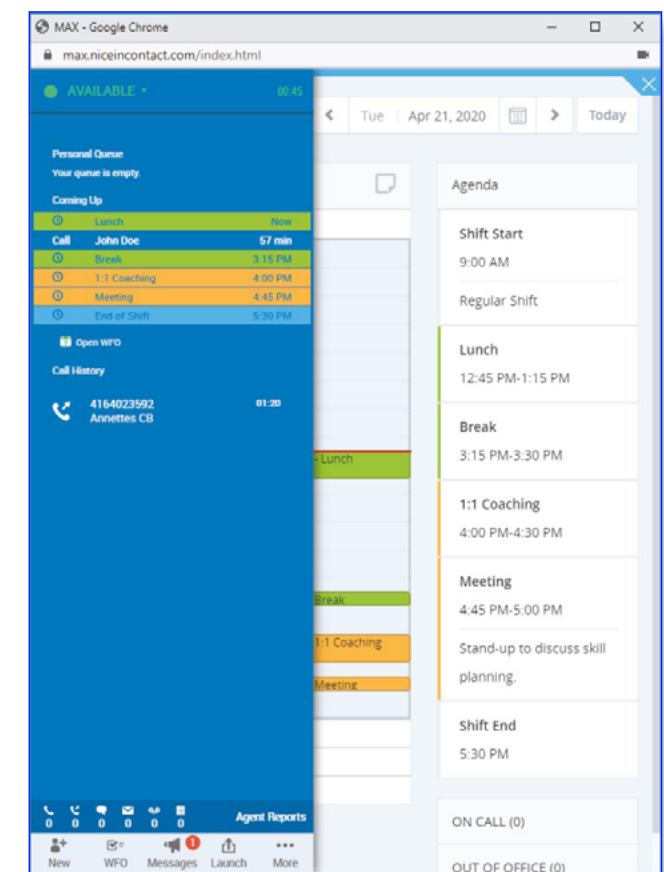 MAX - Google Chrome
max.niceincontact.com/index.html
AVAILABLE 00:45
Personal Queue
Your queue is empty.
Coming Up
Lunch Now
Call John Doe 57 min
Break 3:15 PM
1:1 Coaching 4:00 PM
Meeting 4:45 PM
End of Shift 5:30 PM
Open WFO
Call History
4164023592 01:20
Annettes CB
0 0 0 0 0 0 Agent Reports
1
New WFO Messages Launch More
Tue Apr 21, 2020 Today
- Lunch
Break
1:1 Coaching
Meeting
Agenda
Shift Start
9:00 AM
Regular Shift
Lunch
12:45 PM-1:15 PM
Break
3:15 PM-3:30 PM
1:1 Coaching
4:00 PM-4:30 PM
Meeting
4:45 PM-5:00 PM
Stand-up to discuss skill
planning.
Shift End
5:30 PM
ON CALL (0)
OUT OF OFFICE (0)